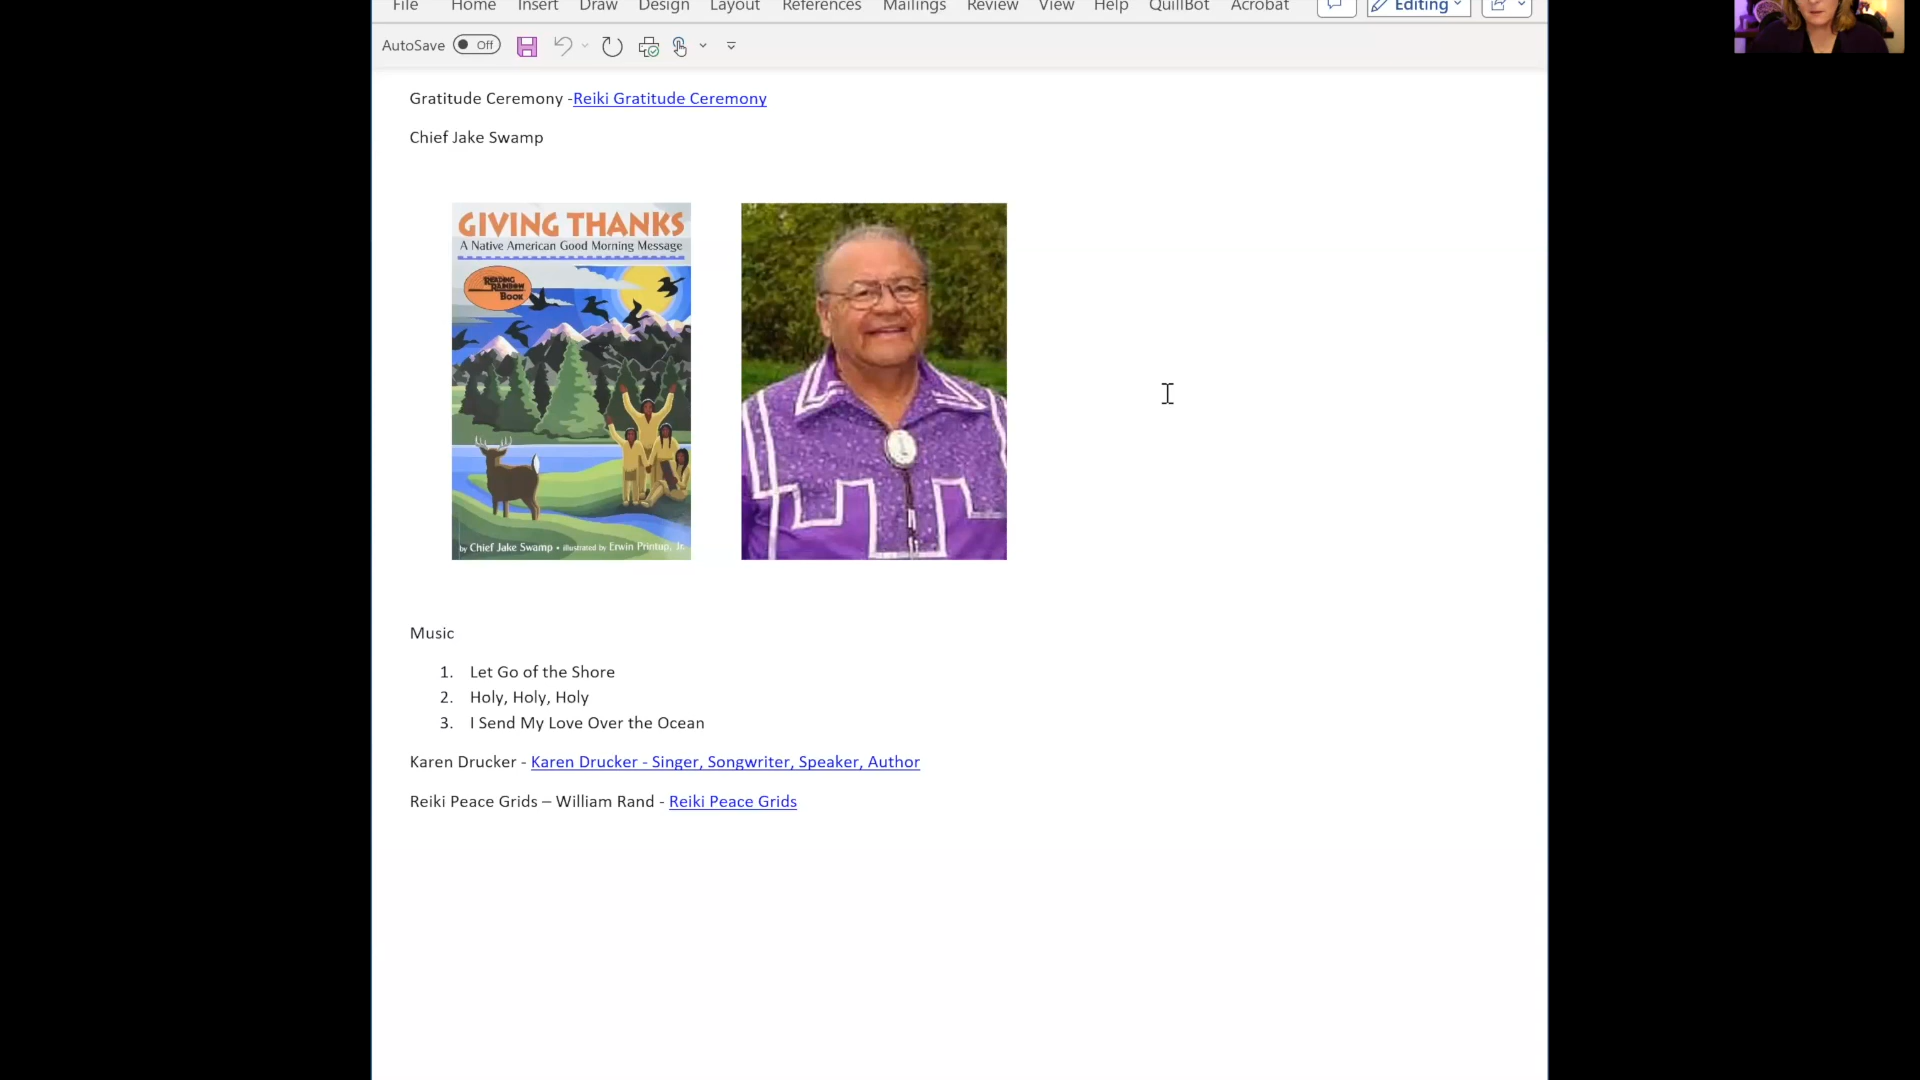 File Home Insert Draw Design Layout References Mailings Review View Help QuillBot Acrobat Editing
AutoSave Off
Gratitude Ceremony -Reiki Gratitude Ceremony
Chief Jake Swamp
GIVING THANKS
A Native American Good Morning Message
READING
RAINBOW
BOOK
by Chief Jake Swamp • illustrated by Erwin Printup, Jr.
Music
1. Let Go of the Shore
2. Holy, Holy, Holy
3. I Send My Love Over the Ocean
Karen Drucker - Karen Drucker - Singer, Songwriter, Speaker, Author
Reiki Peace Grids – William Rand - Reiki Peace Grids